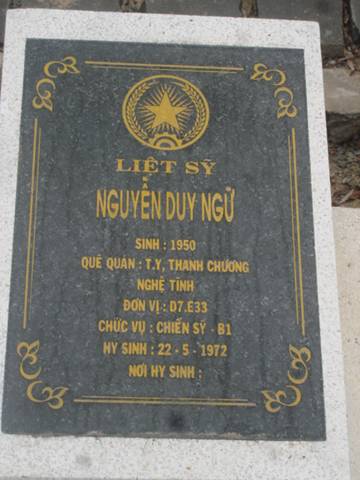 LIỆT SỸ
NGUYỄN DUY NGỮ
SINH : 1950
QUÊ QUÁN : T.Y, THANH CHƯƠNG
NGHỆ TĨNH
ĐƠN VỊ : D7.E33
CHỨC VỤ : CHIẾN SỸ - B1
HY SINH : 22 - 5 - 1972
NƠI HY SINH :